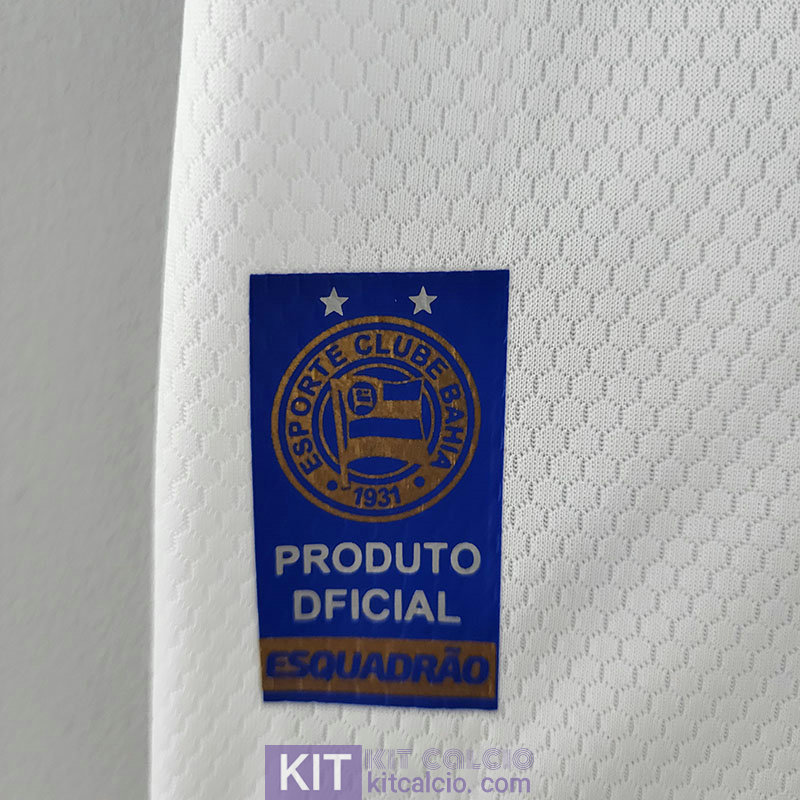 ESPORTE CLUBE BAHIA
1931
PRODUTO
DFICIAL
ESQUADRÃO
KIT
KIT CALCIO
kitcalcio. com